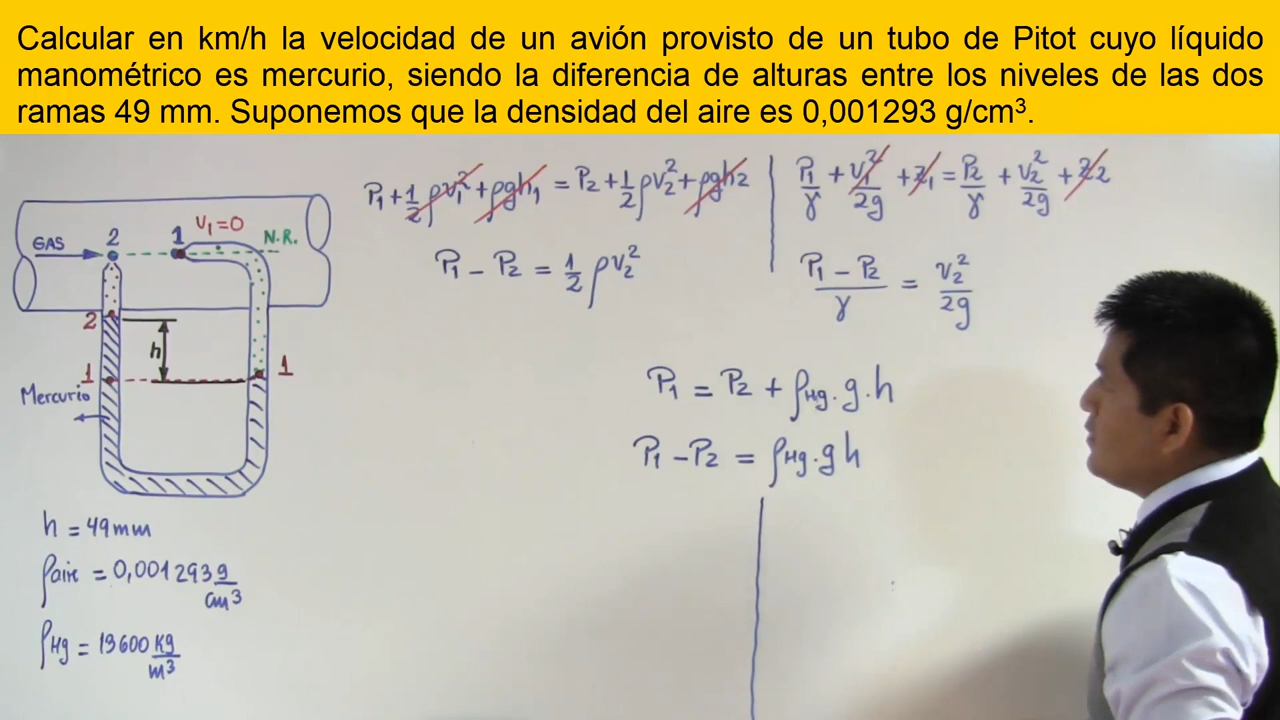 Calcular en km/h la velocidad de un avión provisto de un tubo de Pitot cuyo líquido
manométrico es mercurio, siendo la diferencia de alturas entre los niveles de las dos
ramas 49 mm. Suponemos que la densidad del aire es 0,001293 g/cm³.
P₁ + 1/2 ρv₁² + ρgh₁ = P₂ + 1/2 ρv₂² + ρgh₂
P₁/γ + v₁²/2g + z₁ = P₂/γ + v₂²/2g + z₂
P₁ - P₂ = 1/2 ρv₂²
(P₁ - P₂)/γ = v₂²/2g
P₁ = P₂ + ρHg . g . h
P₁ - P₂ = ρHg . g h
V₁=0
GAS
2
1
N.R.
2
h
1
1
Mercurio
h = 49mm
ρaire = 0,001293 g/cm³
ρHg = 13600 kg/m³